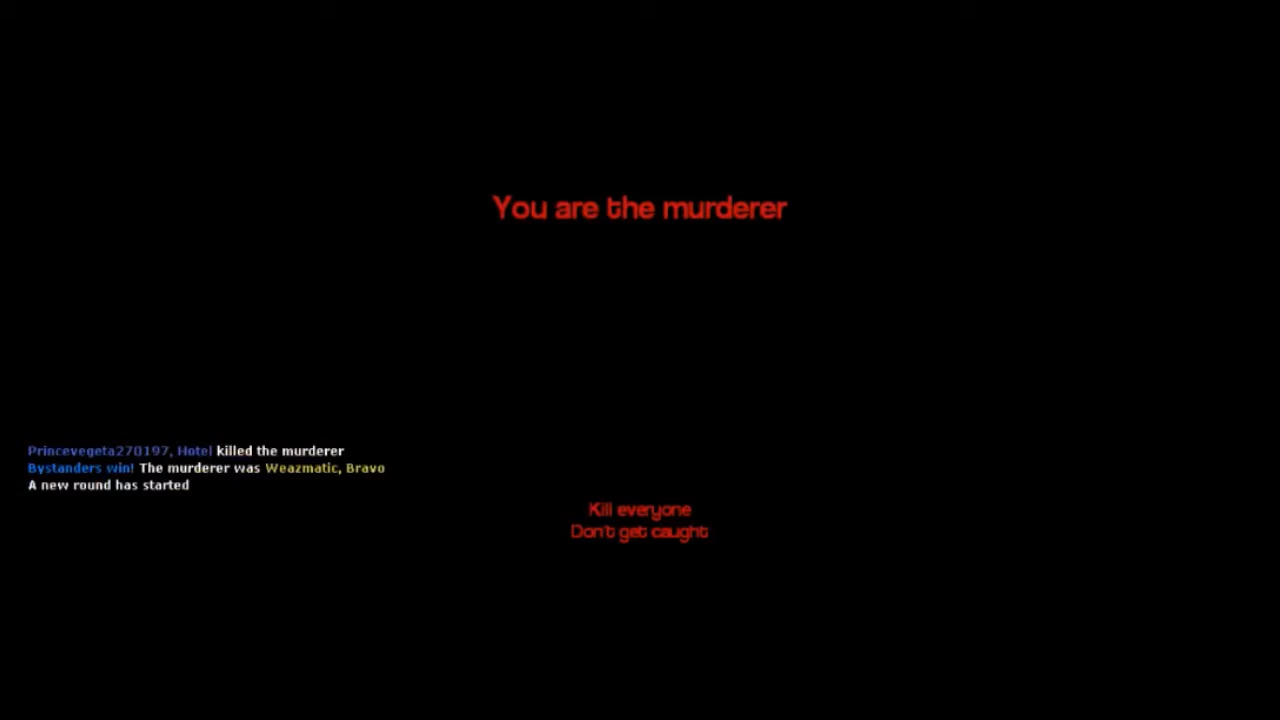 You are the murderer
Princevegeta270197, Hotel killed the murderer
Bystanders win! The murderer was Weazmatic, Bravo
A new round has started
Kill everyone
Don't get caught